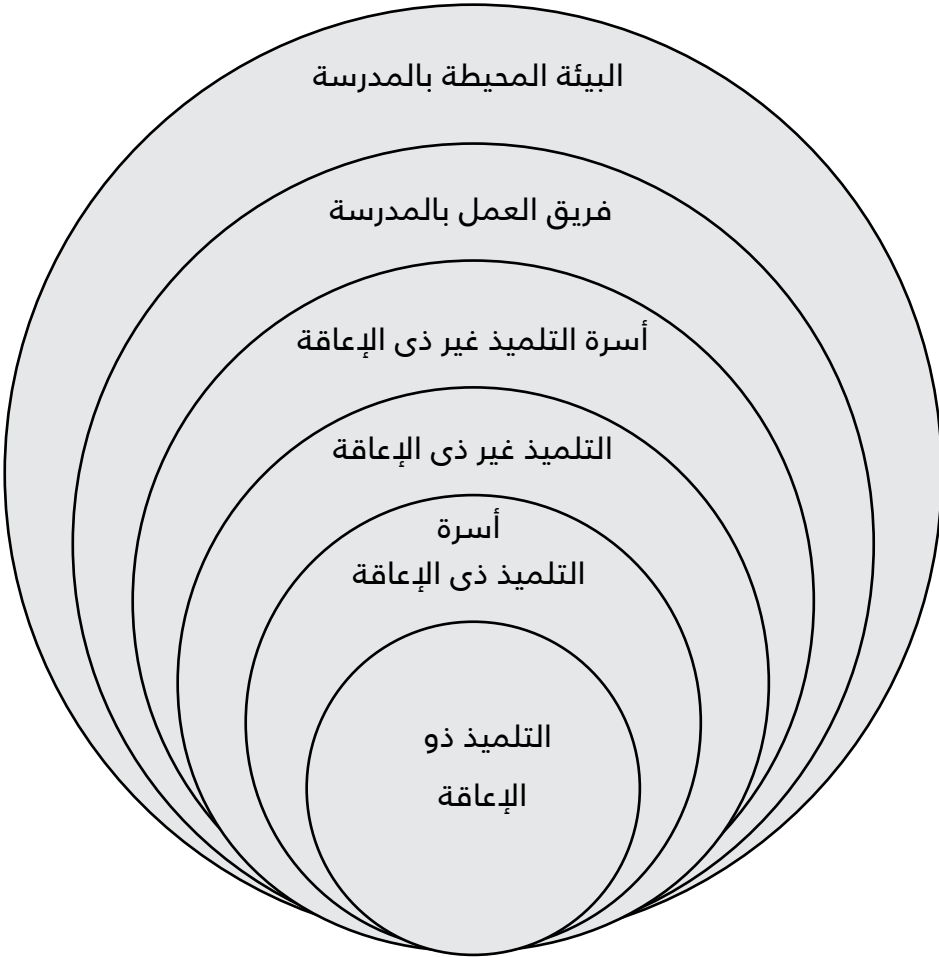 البيئة المحيطة بالمدرسة
فريق العمل بالمدرسة
أسرة التلميذ غير ذى الإعاقة
التلميذ غير ذى الإعاقة
أسرة
التلميذ ذى الإعاقة
التلميذ ذو
الإعاقة